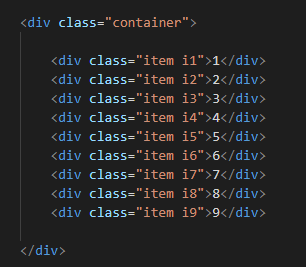 <div class="container">
<div class="item i1">1</div>
<div class="item i2">2</div>
<div class="item i3">3</div>
<div class="item i4">4</div>
<div class="item i5">5</div>
<div class="item i6">6</div>
<div class="item i7">7</div>
<div class="item i8">8</div>
<div class="item i9">9</div>
</div>